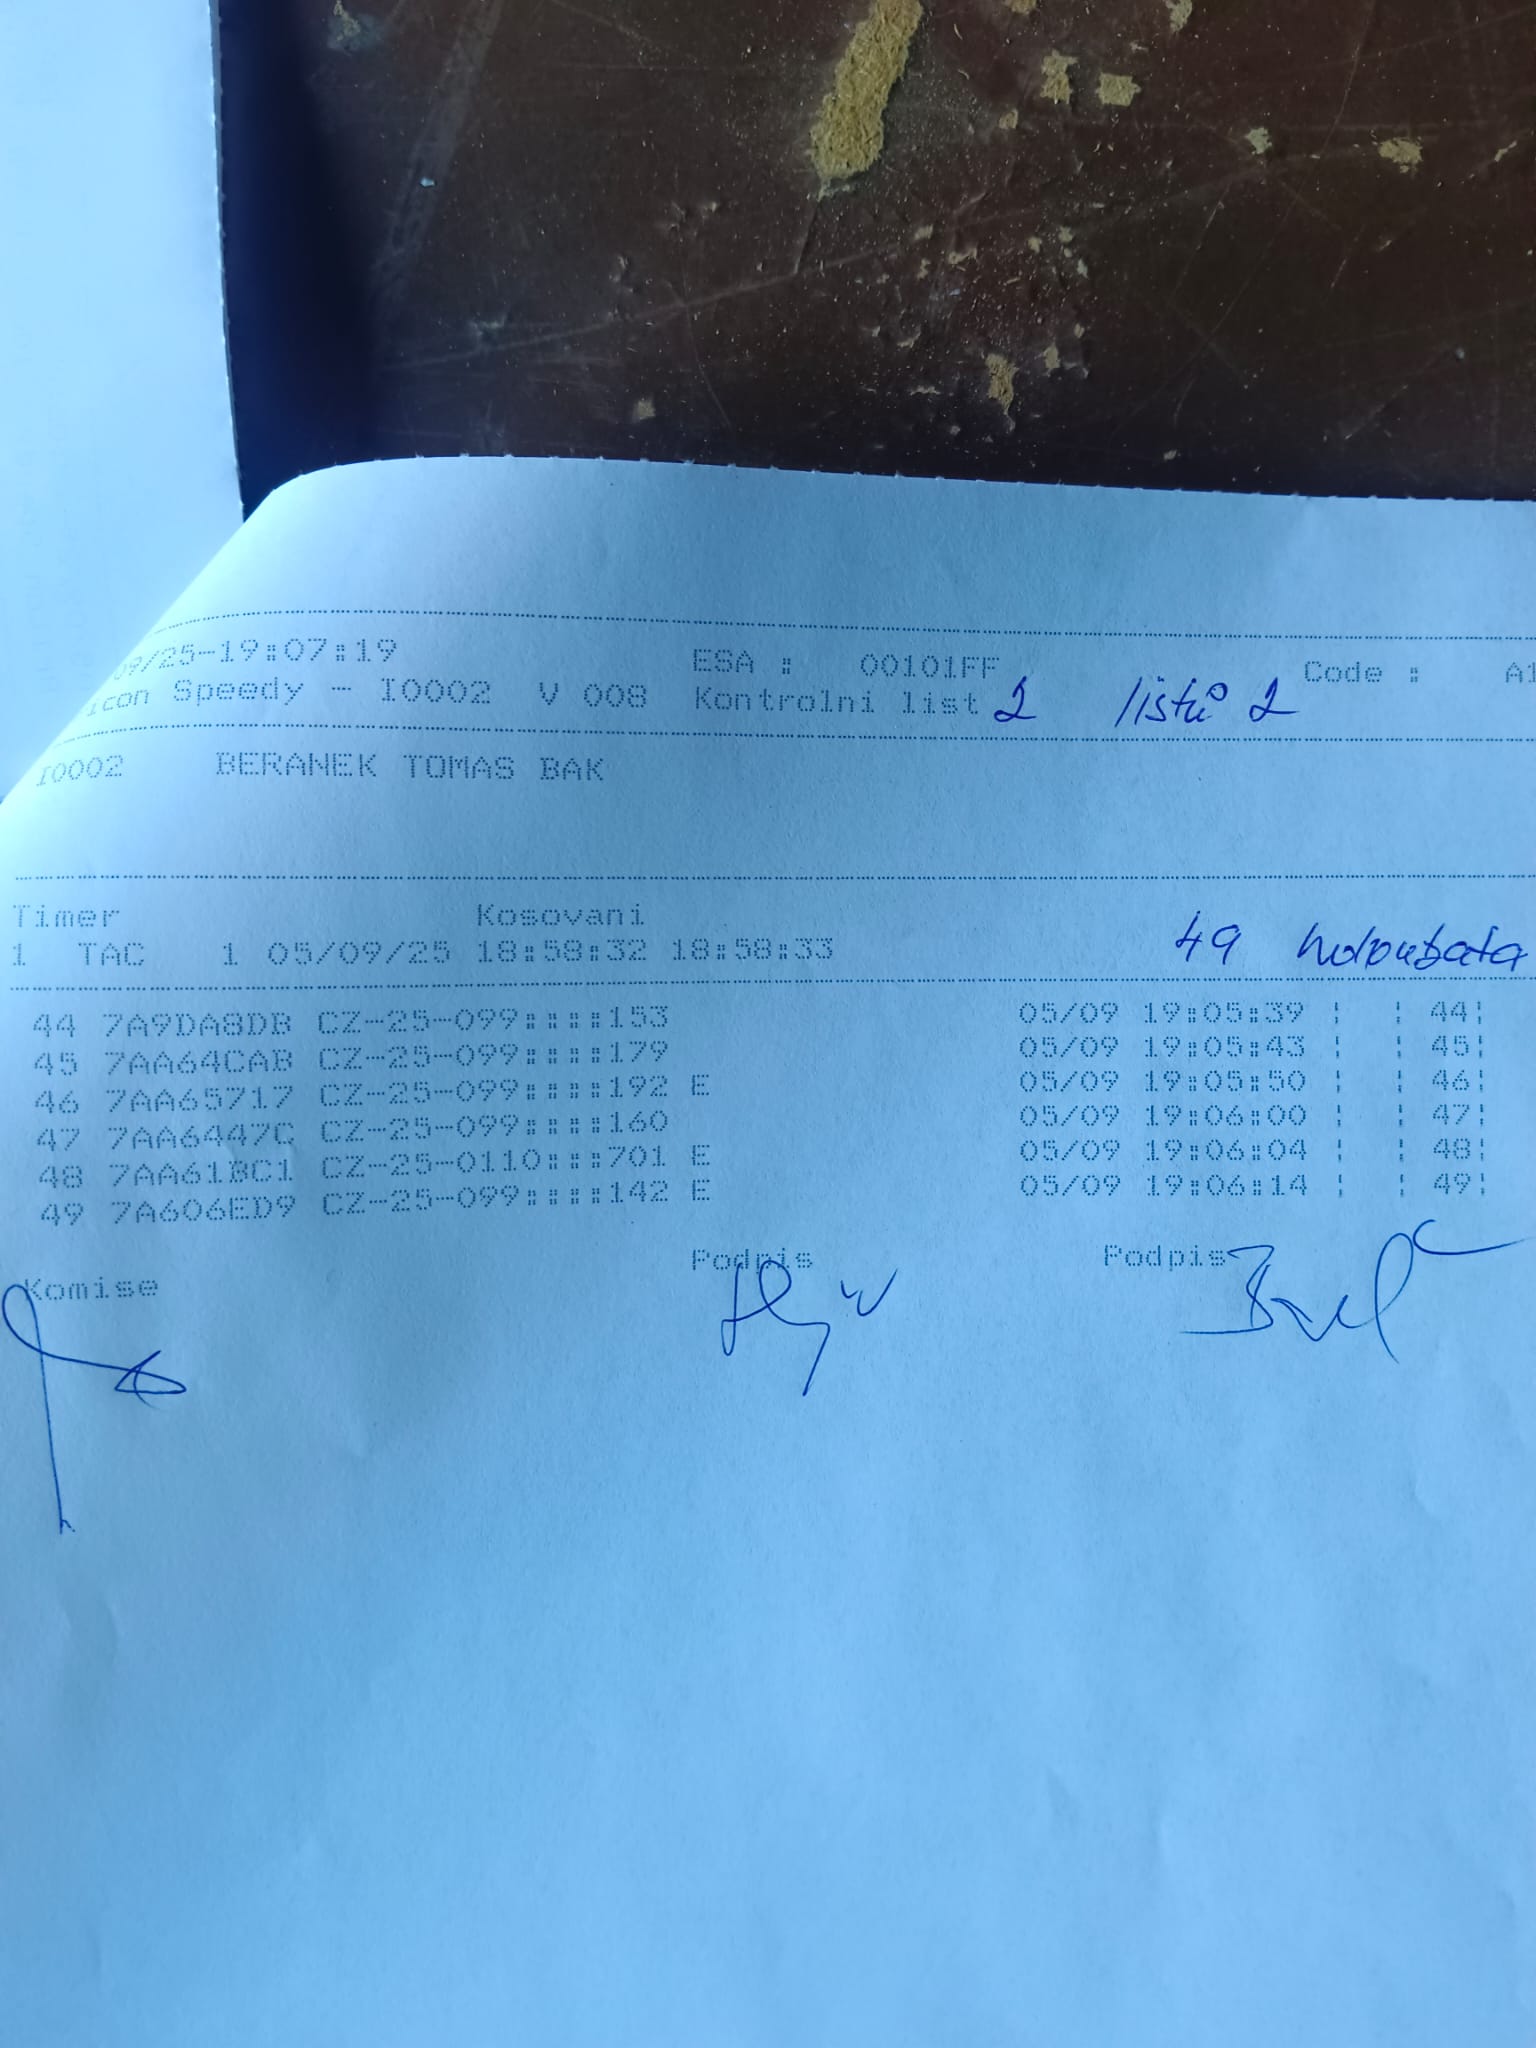 09/25-19:07:19 ESA : 00101FF Code : A1
icon Speedy - I0002 V 008 Kontrolni list 2 listů 2
I0002 BERANEK TOMAS BAK
Timer Kosovani
1 TAC 1 05/09/25 18:58:32 18:58:33 49 holoubata
44 7A9DA8DB CZ-25-099::::153 05/09 19:05:39 ¦ ¦ 44¦
45 7AA64CAB CZ-25-099::::179 05/09 19:05:43 ¦ ¦ 45¦
46 7AA65717 CZ-25-099::::192 E 05/09 19:05:50 ¦ ¦ 46¦
47 7AA6447C CZ-25-099::::160 05/09 19:06:00 ¦ ¦ 47¦
48 7AA61BC1 CZ-25-0110:::701 E 05/09 19:06:04 ¦ ¦ 48¦
49 7A606ED9 CZ-25-099::::142 E 05/09 19:06:14 ¦ ¦ 49¦
Komise Podpis Podpis